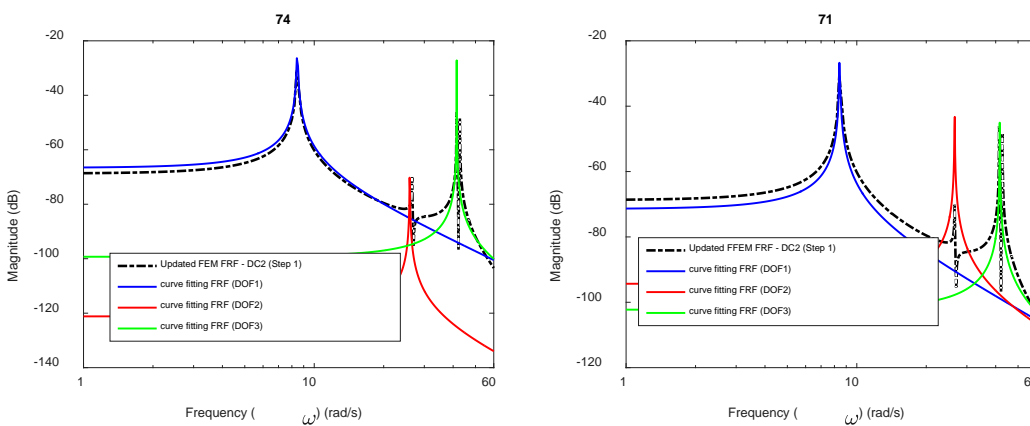 74
-20
-40
-60
-80
-100
-120
-140
Magnitude (dB)
Updated FEM FRF - DC2 (Step 1)
curve fitting FRF (DOF1)
curve fitting FRF (DOF2)
curve fitting FRF (DOF3)
1
10
60
Frequency ( ω) (rad/s)
71
-20
-40
-60
-80
-100
-120
Magnitude (dB)
Updated FFEM FRF - DC2 (Step 1)
curve fitting FRF (DOF1)
curve fitting FRF (DOF2)
curve fitting FRF (DOF3)
1
10
Frequency ( ω) (rad/s)